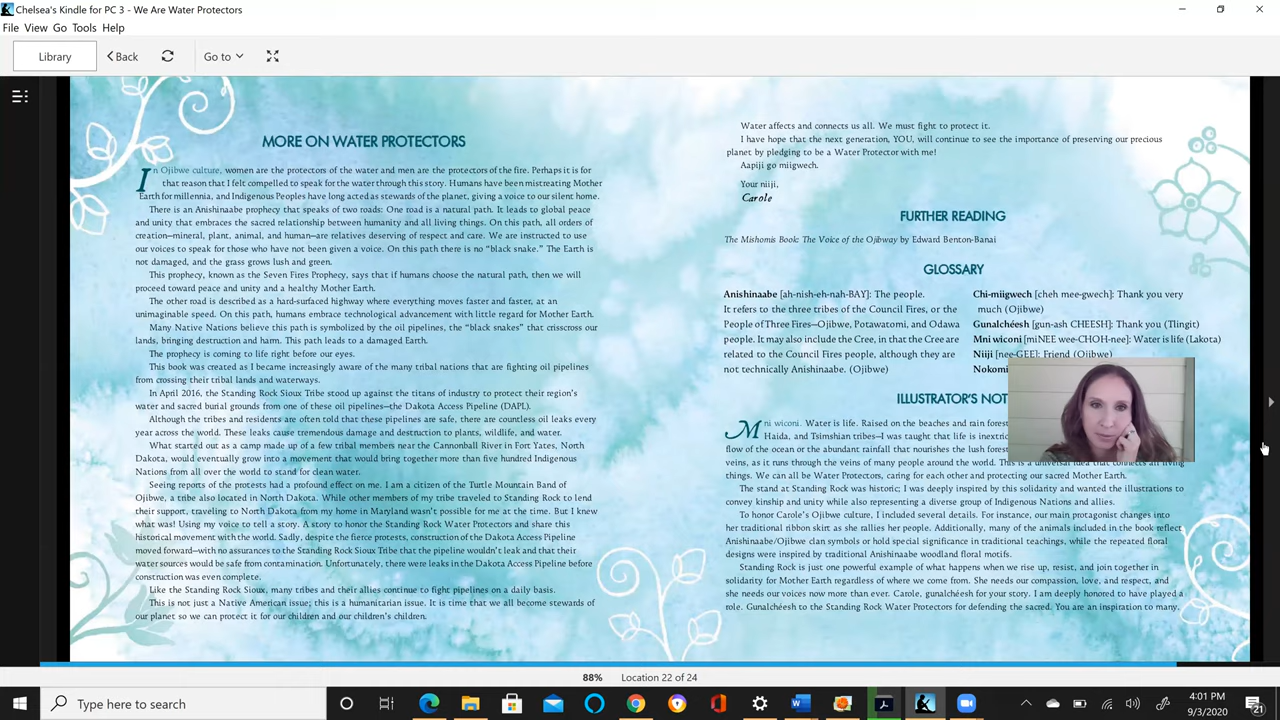 Chelsea's Kindle for PC 3 - We Are Water Protectors
File View Go Tools Help
Library
Back
Go to
MORE ON WATER PROTECTORS
In Ojibwe culture, women are the protectors of the water and men are the protectors of the fire. Perhaps it is for
that reason that I felt compelled to speak for the water through this story. Humans have been mistreating Mother
Earth for millennia, and Indigenous Peoples have long acted as stewards of the planet, giving a voice to our silent home.
There is an Anishinaabe prophecy that speaks of two roads: One road is a natural path. It leads to global peace
and unity that embraces the sacred relationship between humanity and all living things. On this path, all orders of
creation—mineral, plant, animal, and human—are relatives deserving of respect and care. We are instructed to use
our voices to speak for those who have not been given a voice. On this path there is no “black snake.” The Earth is
not damaged, and the grass grows lush and green.
This prophecy, known as the Seven Fires Prophecy, says that if humans choose the natural path, then we will
proceed toward peace and unity and a healthy Mother Earth.
The other road is described as a hard-surfaced highway where everything moves faster and faster, at an
unimaginable speed. On this path, humans embrace technological advancement with little regard for Mother Earth.
Many Native Nations believe this path is symbolized by the oil pipelines, the “black snakes” that crisscross our
lands, bringing destruction and harm. This path leads to a damaged Earth.
The prophecy is coming to life right before our eyes.
This book was created as I became increasingly aware of the many tribal nations that are fighting oil pipelines
from crossing their tribal lands and waterways.
In April 2016, the Standing Rock Sioux Tribe stood up against the titans of industry to protect their region’s
water and sacred burial grounds from one of these oil pipelines—the Dakota Access Pipeline (DAPL).
Although the tribes and residents are often told that these pipelines are safe, there are countless oil leaks every
year across the world. These leaks cause tremendous damage and destruction to plants, wildlife, and water.
What started out as a camp made up of a few tribal members near the Cannonball River in Fort Yates, North
Dakota, would eventually grow into a movement that would bring together more than five hundred Indigenous
Nations from all over the world to stand for clean water.
Seeing reports of the protests had a profound effect on me. I am a citizen of the Turtle Mountain Band of
Ojibwe, a tribe also located in North Dakota. While other members of my tribe traveled to Standing Rock to lend
their support, traveling to North Dakota from my home in Maryland wasn’t possible for me at the time. But I knew
what was! Using my voice to tell a story. A story to honor the Standing Rock Water Protectors and share this
historical movement with the world. Sadly, despite the fierce protests, construction of the Dakota Access Pipeline
moved forward—with no assurances to the Standing Rock Sioux Tribe that the pipeline wouldn’t leak and that their
water sources would be safe from contamination. Unfortunately, there were leaks in the Dakota Access Pipeline before
construction was even complete.
Like the Standing Rock Sioux, many tribes and their allies continue to fight pipelines on a daily basis.
This is not just a Native American issue; this is a humanitarian issue. It is time that we all become stewards of
our planet so we can protect it for our children and our children’s children.
Water affects and connects us all. We must fight to protect it.
I have hope that the next generation, YOU, will continue to see the importance of preserving our precious
planet by pledging to be a Water Protector with me!
Aapiji go miigwech.
Your niiji,
Carole
FURTHER READING
The Mishomis Book: The Voice of the Ojibway by Edward Benton-Banai
GLOSSARY
Anishinaabe [ah-nish-eh-nah-BAY]: The people.
It refers to the three tribes of the Council Fires, or the
People of Three Fires—Ojibwe, Potawatomi, and Odawa
people. It may also include the Cree, in that the Cree are
related to the Council Fires people, although they are
not technically Anishinaabe. (Ojibwe)
Chi-miigwech [cheh mee-gwech]: Thank you very
much (Ojibwe)
Gunalchéesh [gun-ash CHEESH]: Thank you (Tlingit)
Mni wiconi [miNEE wee-CHOH-nee]: Water is life (Lakota)
Niiji [nee-GEE]: Friend (Ojibwe)
Nokomi
ILLUSTRATOR'S NOT
Mni wiconi. Water is life. Raised on the beaches and rain fores
Haida, and Tsimshian tribes—I was taught that life is inextric
flow of the ocean or the abundant rainfall that nourishes the lush forest
veins, as it runs through the veins of many people around the world. This is a universal idea that connects all living
things. We can all be Water Protectors, caring for each other and protecting our sacred Mother Earth.
The stand at Standing Rock was historic; I was deeply inspired by this solidarity and wanted the illustrations to
convey kinship and unity while also representing a diverse group of Indigenous Nations and allies.
To honor Carole’s Ojibwe culture, I included several details. For instance, our main protagonist changes into
her traditional ribbon skirt as she rallies her people. Additionally, many of the animals included in the book reflect
Anishinaabe/Ojibwe clan symbols or hold special significance in traditional teachings, while the repeated floral
designs were inspired by traditional Anishinaabe woodland floral motifs.
Standing Rock is just one powerful example of what happens when we rise up, resist, and join together in
solidarity for Mother Earth regardless of where we come from. She needs our compassion, love, and respect, and
she needs our voices now more than ever. Carole, gunalchéesh for your story. I am deeply honored to have played a
role. Gunalchéesh to the Standing Rock Water Protectors for defending the sacred. You are an inspiration to many.
88% Location 22 of 24
Type here to search
4:01 PM
9/3/2020
21